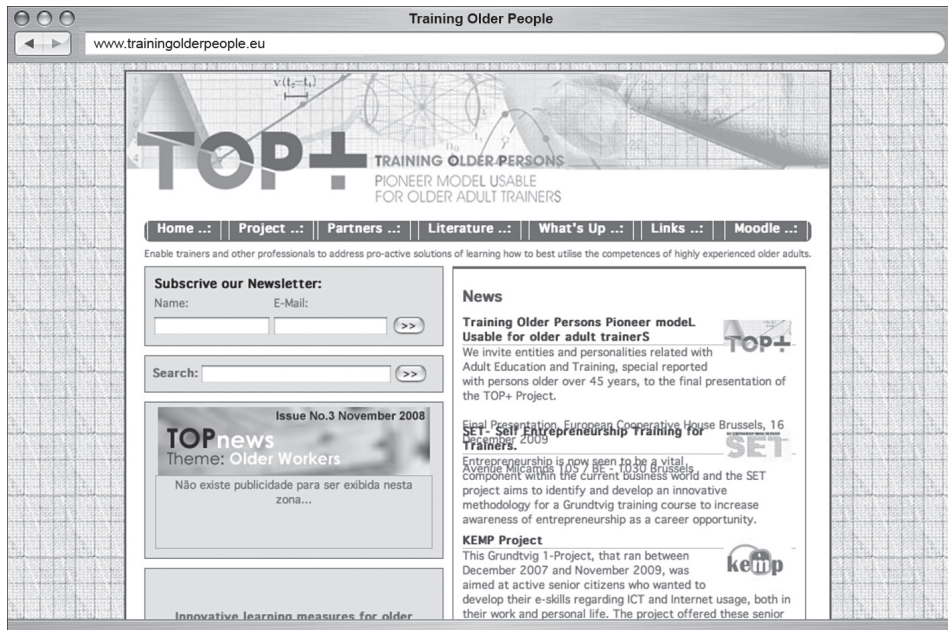 Training Older People
www.trainingolderpeople.eu
v(t₂-t₁)
TOP+
TRAINING OLDER PERSONS
PIONEER MODEL USABLE
FOR OLDER ADULT TRAINERS
Home ..: Project ..: Partners ..: Literature ..: What's Up ..: Links ..: Moodle ..:
Enable trainers and other professionals to address pro-active solutions of learning how to best utilise the competences of highly experienced older adults.
Subscrive our Newsletter:
Name: E-Mail:
>>
Search: >>
Issue No.3 November 2008
TOPnews
Theme: Older Workers
Não existe publicidade para ser exibida nesta
zona...
Innovative learning measures for older
News
Training Older Persons Pioneer modeL
Usable for older adult trainerS
TOP+
We invite entities and personalities related with
Adult Education and Training, special reported
with persons older over 45 years, to the final presentation of
the TOP+ Project.
Final Presentation, European Cooperative House Brussels, 16
December 2009
Avenue Milcamps 105 / BE - 1030 Brussels
SET- Self Entrepreneurship Training for
Trainers.
SET
Entrepreneurship is now seen to be a vital
component within the current business world and the SET
project aims to identify and develop an innovative
methodology for a Grundtvig training course to increase
awareness of entrepreneurship as a career opportunity.
KEMP Project
kemp
This Grundtvig 1-Project, that ran between
December 2007 and November 2009, was
aimed at active senior citizens who wanted to
develop their e-skills regarding ICT and Internet usage, both in
their work and personal life. The project offered these senior